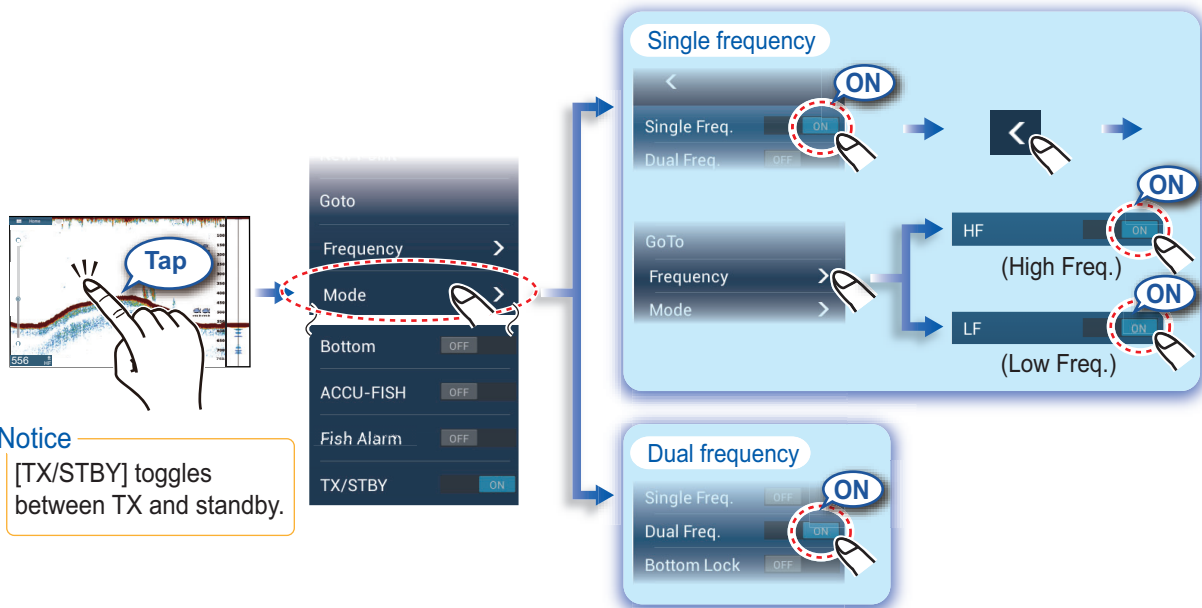 Home
Tap
556
HF
Notice
[TX/STBY] toggles
between TX and standby.
Goto
Frequency >
Mode >
Bottom OFF
ACCU-FISH OFF
Fish Alarm OFF
TX/STBY ON
Single frequency
<
ON
Single Freq. ON
Dual Freq. OFF
<
GoTo
Frequency >
Mode >
ON
HF ON
(High Freq.)
ON
LF ON
(Low Freq.)
Dual frequency
Single Freq. OFF
ON
Dual Freq. ON
Bottom Lock OFF